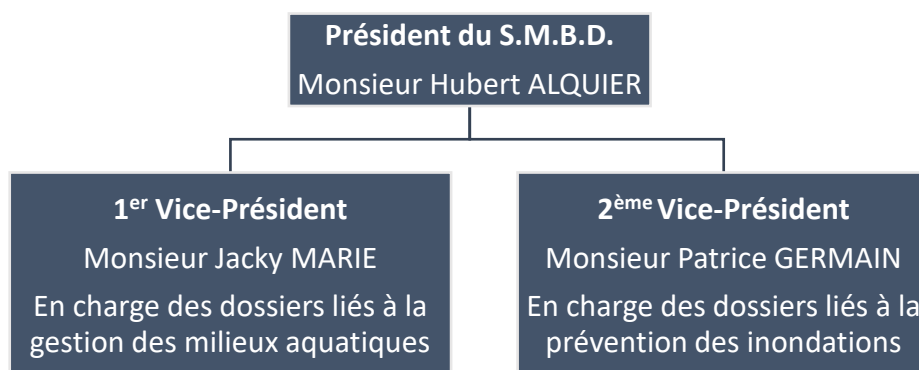 Président du S.M.B.D.
Monsieur Hubert ALQUIER
1er Vice-Président
Monsieur Jacky MARIE
En charge des dossiers liés à la
gestion des milieux aquatiques
2ème Vice-Président
Monsieur Patrice GERMAIN
En charge des dossiers liés à la
prévention des inondations